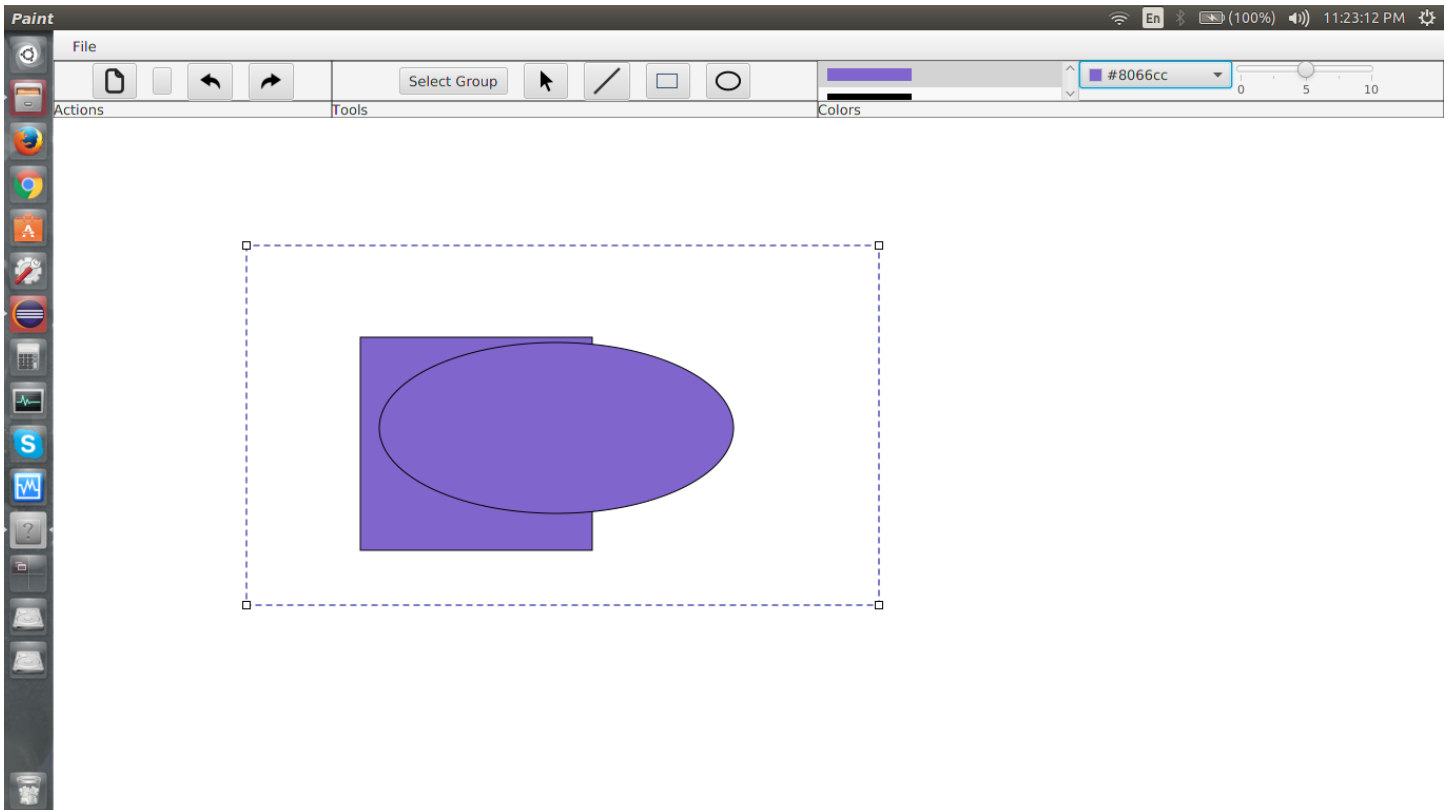 Paint
En
(100%)
11:23:12 PM
File
Select Group
#8066cc
0 5 10
Actions
Tools
Colors